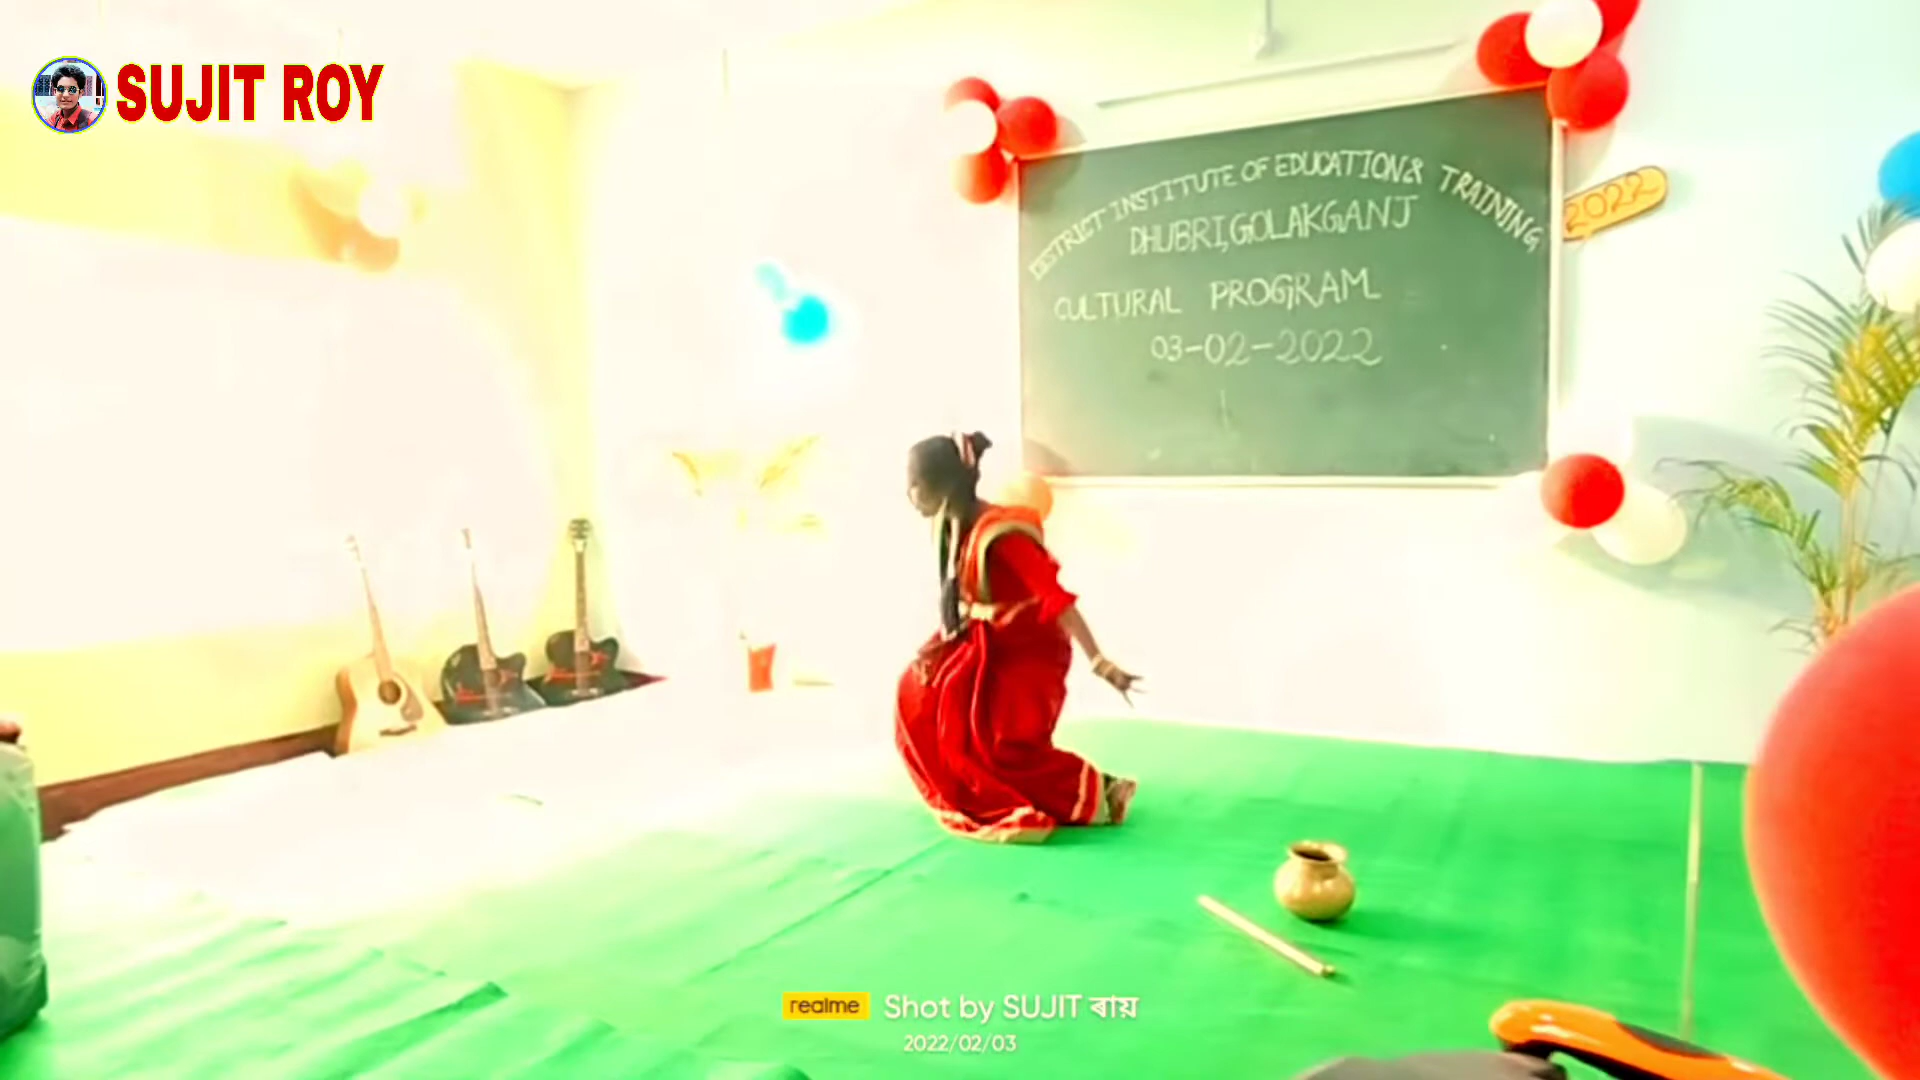 SUJIT ROY
DISTRICT INSTITUTE OF EDUCATION & TRAINING
DHUBRI, GOLAKGANJ
CULTURAL PROGRAM
03-02-2022
2022
realme Shot by SUJIT ৰায়
2022/02/03